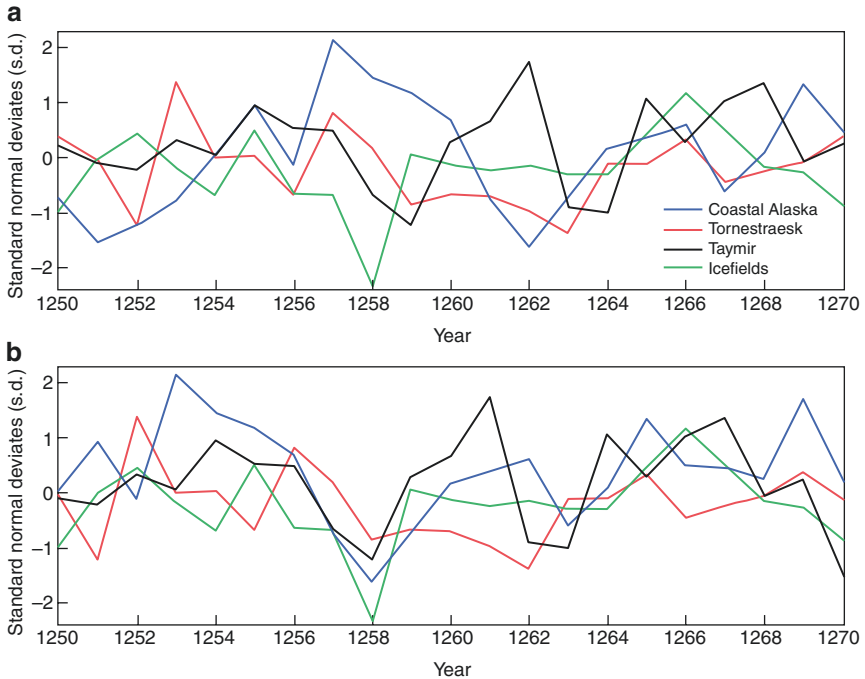 a
Standard normal deviates (s.d.)
2
1
0
–1
–2
Coastal Alaska
Tornestraesk
Taymir
Icefields
1250 1252 1254 1256 1258 1260 1262 1264 1266 1268 1270
Year
b
Standard normal deviates (s.d.)
2
1
0
–1
–2
1250 1252 1254 1256 1258 1260 1262 1264 1266 1268 1270
Year